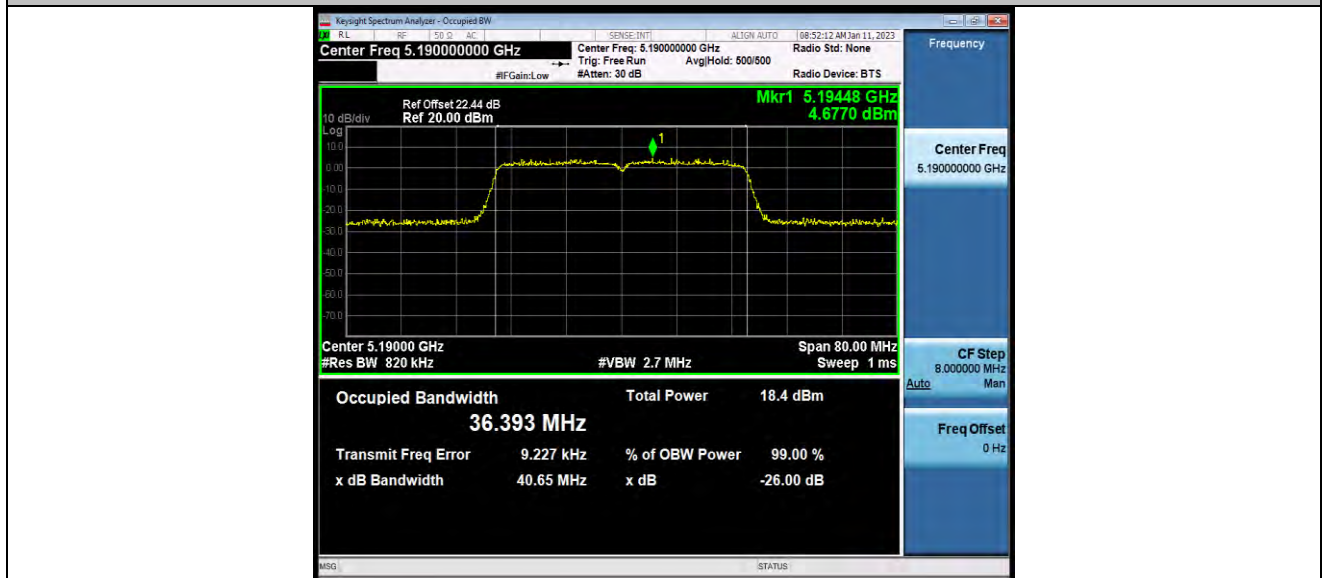 Keysight Spectrum Analyzer - Occupied BW
RL RF 50 Ω AC SENSE:INT ALIGN AUTO 08:52:12 AM Jan 11, 2023
Center Freq 5.190000000 GHz
Center Freq: 5.190000000 GHz Radio Std: None
Trig: Free Run Avg|Hold: 500/500
#IFGain:Low #Atten: 30 dB Radio Device: BTS
Frequency
Mkr1 5.19448 GHz
4.6770 dBm
Ref Offset 22.44 dB
10 dB/div Ref 20.00 dBm
Log
10.0
0.00
-10.0
-20.0
-30.0
-40.0
-50.0
-60.0
-70.0
1
Center 5.19000 GHz Span 80.00 MHz
#Res BW 820 kHz #VBW 2.7 MHz Sweep 1 ms
Occupied Bandwidth Total Power 18.4 dBm
36.393 MHz
Transmit Freq Error 9.227 kHz % of OBW Power 99.00 %
x dB Bandwidth 40.65 MHz x dB -26.00 dB
Center Freq
5.190000000 GHz
CF Step
8.000000 MHz
Auto Man
Freq Offset
0 Hz
MSG STATUS